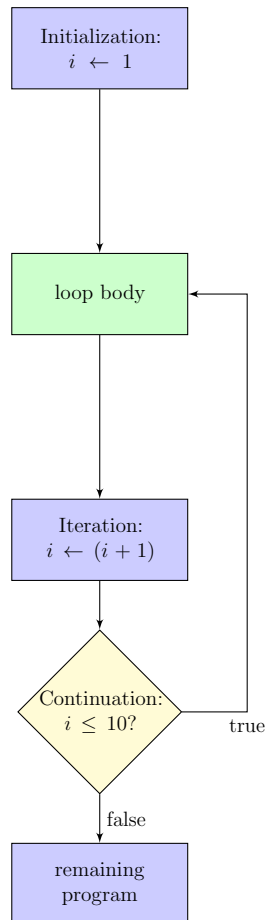 Initialization:
i ← 1
loop body
Iteration:
i ← (i + 1)
Continuation:
i ≤ 10?
true
false
remaining
program